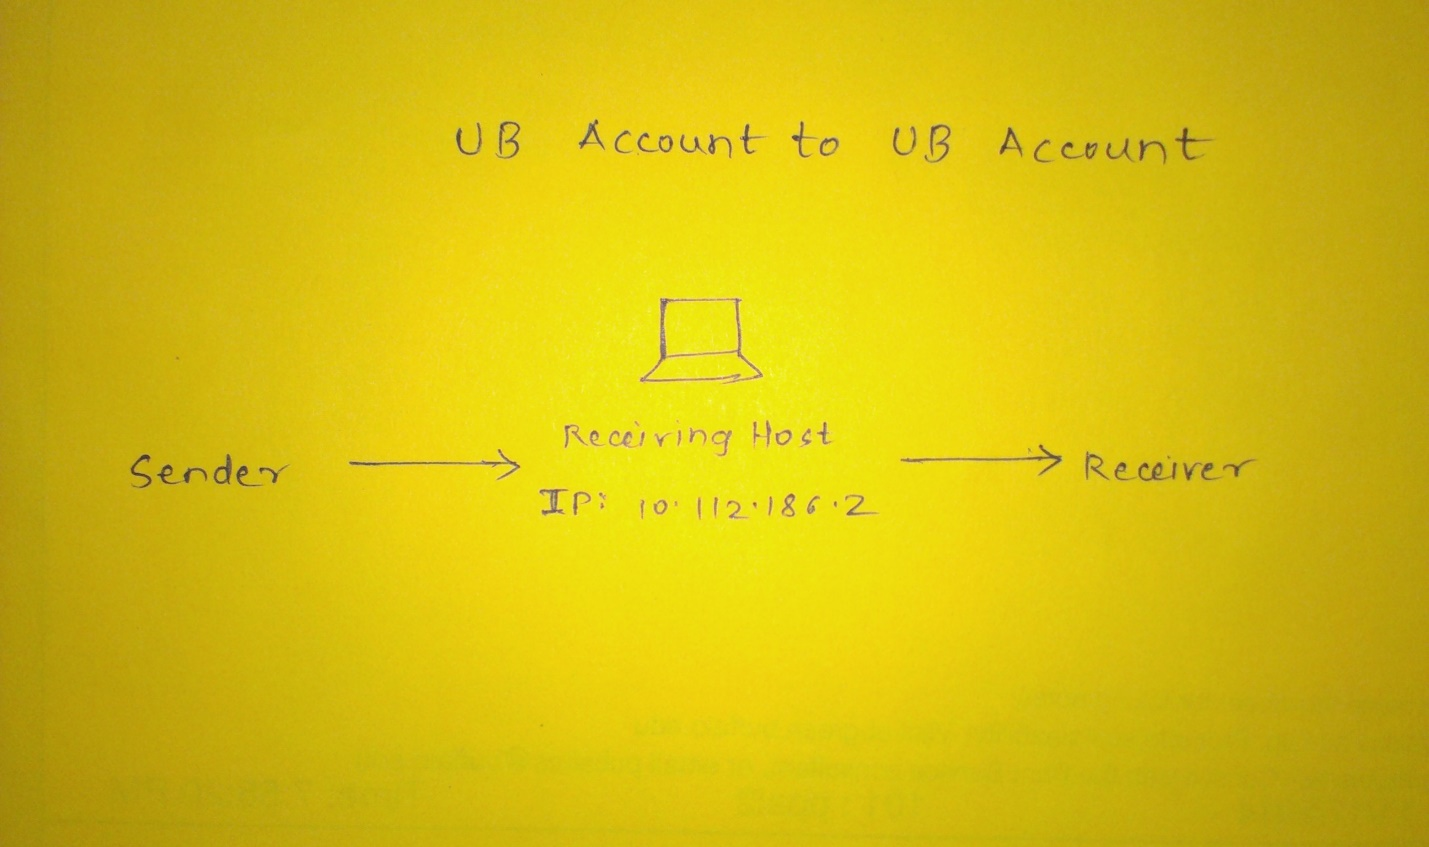 UB Account to UB Account
Receiving Host
Sender
Receiver
IP: 10.112.186.2